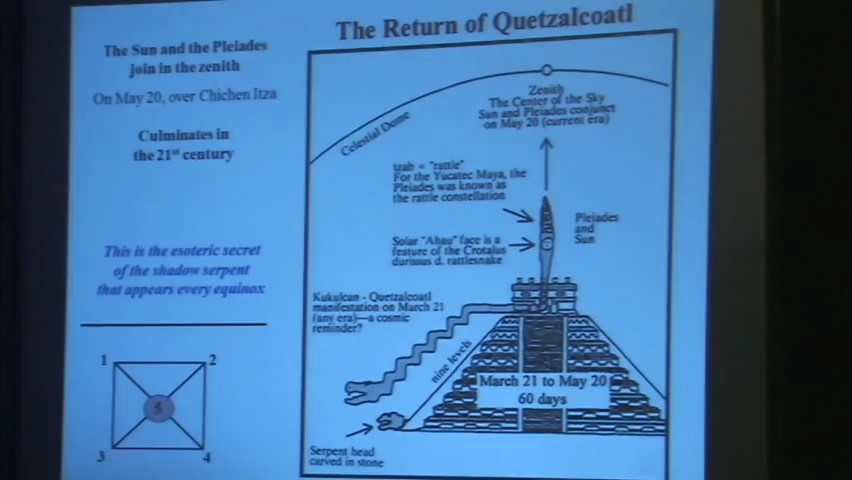 The Return of Quetzalcoatl
The Sun and the Pleiades
join in the zenith
On May 20, over Chichen Itza
Culminates in
the 21st century
This is the esoteric secret
of the shadow serpent
that appears every equinox
1
2
5
3
4
Celestial Dome
Zenith
The Center of the Sky
Sun and Pleiades conjunct
on May 20 (current era)
tzab = "rattle"
For the Yucatec Maya, the
Pleiades was known as
the rattle constellation
Pleiades
and
Sun
Solar "Ahau" face is a
feature of the Crotalus
durissus d. rattlesnake
Kukulcan - Quetzalcoatl
manifestation on March 21
(any era)—a cosmic
reminder?
nine levels
March 21 to May 20
60 days
Serpent head
carved in stone